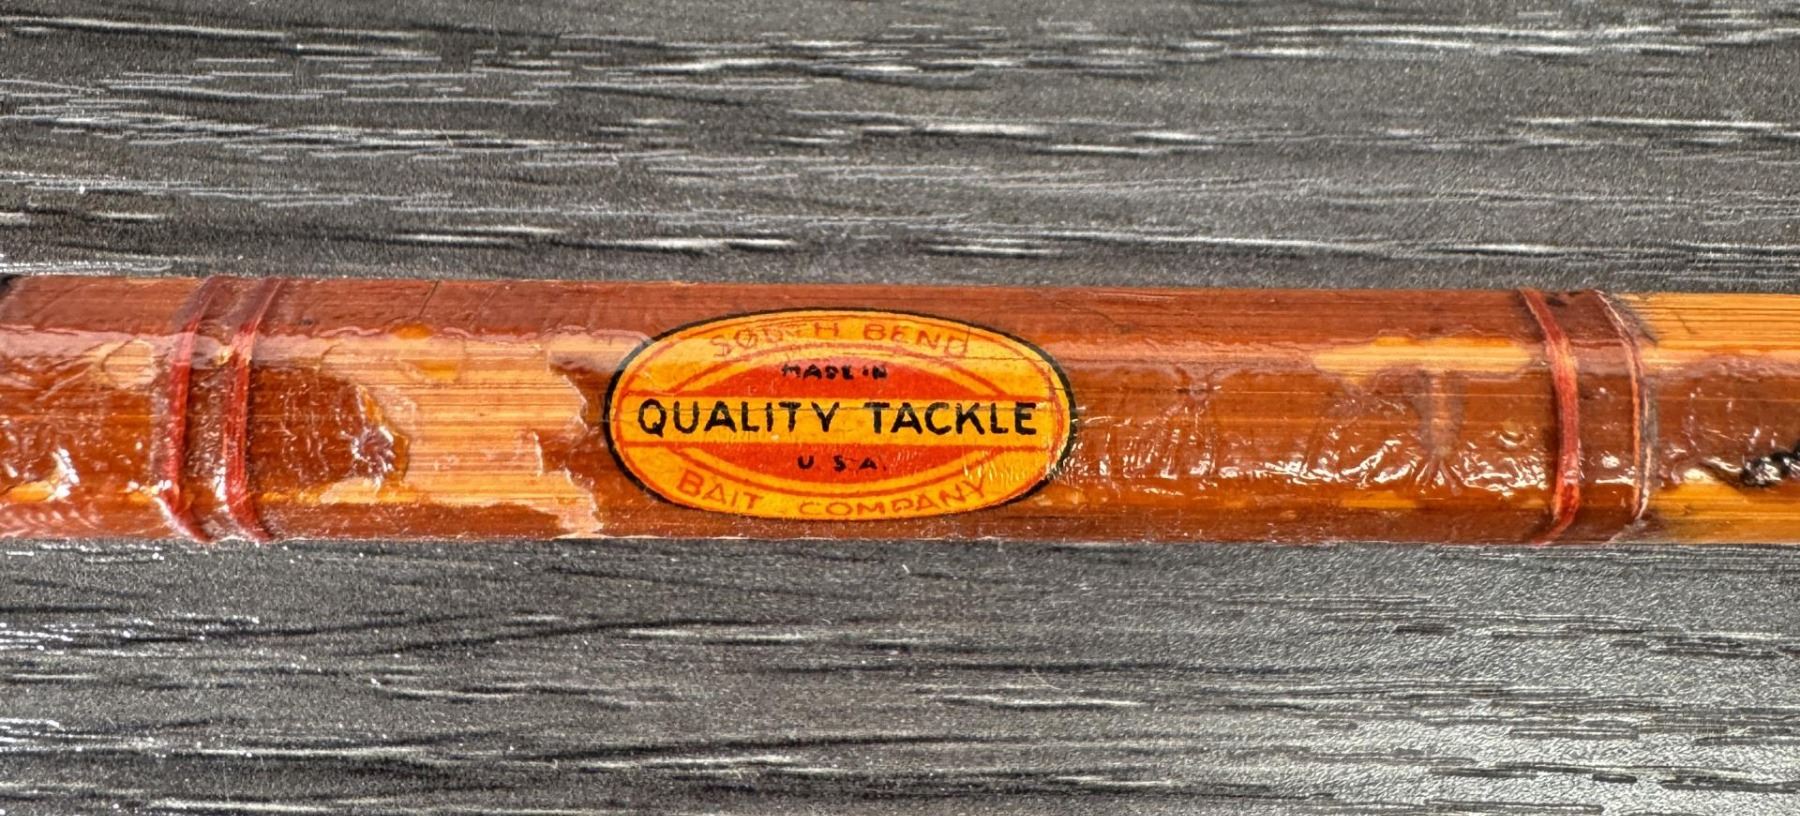 SOUTH BEND
MADE IN
QUALITY TACKLE
U.S.A.
BAIT COMPANY